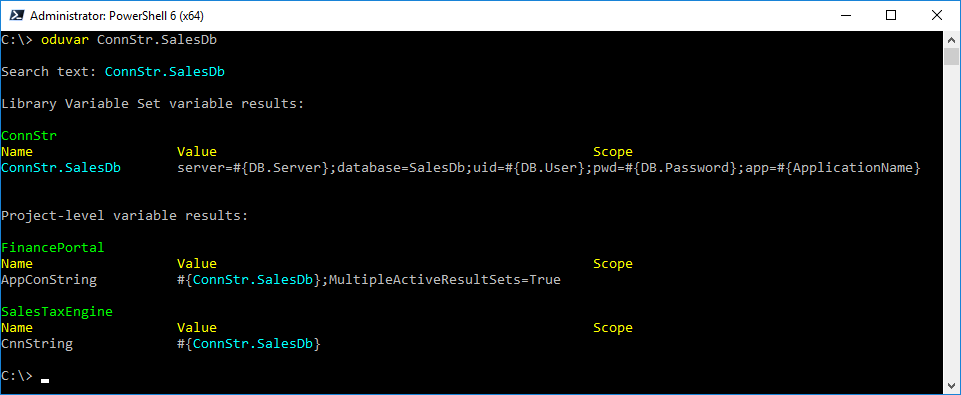 Administrator: PowerShell 6 (x64)
C:\> oduvar ConnStr.SalesDb
Search text: ConnStr.SalesDb
Library Variable Set variable results:
ConnStr
Name Value Scope
ConnStr.SalesDb server=#{DB.Server};database=SalesDb;uid=#{DB.User};pwd=#{DB.Password};app=#{ApplicationName}
Project-level variable results:
FinancePortal
Name Value Scope
AppConString #{ConnStr.SalesDb};MultipleActiveResultSets=True
SalesTaxEngine
Name Value Scope
CnnString #{ConnStr.SalesDb}
C:\>